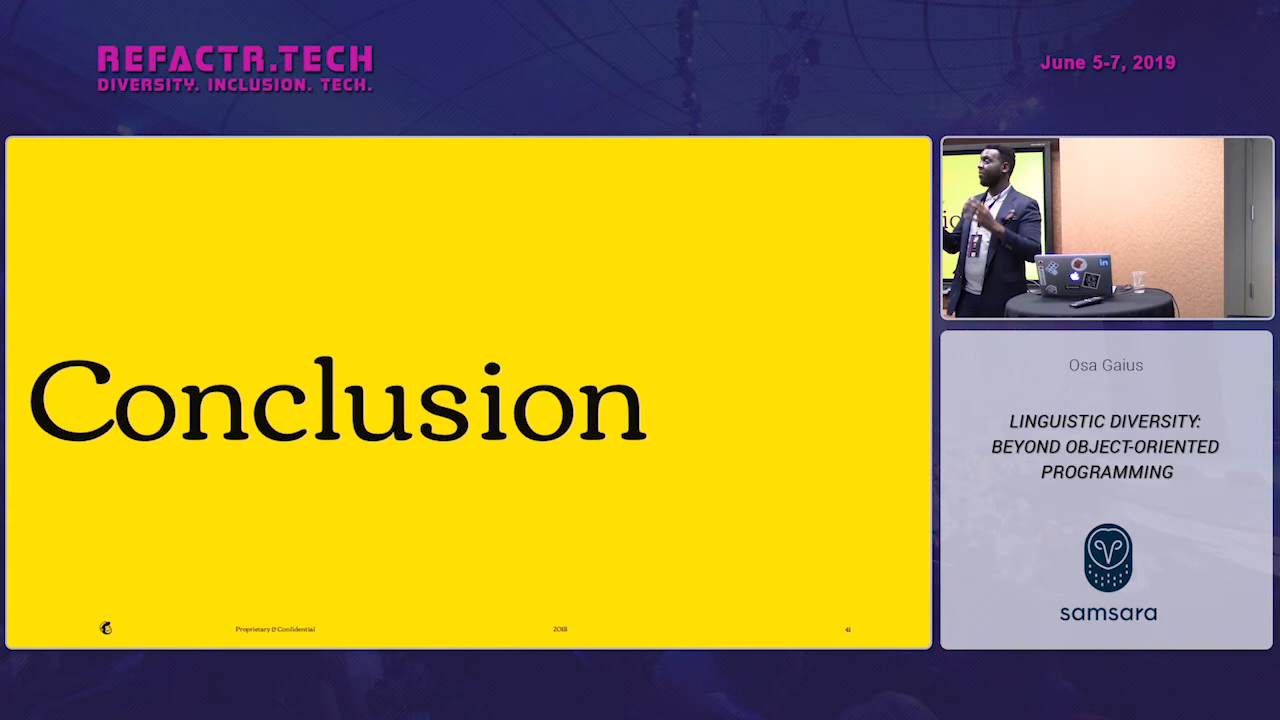 REFACTR.TECH
DIVERSITY. INCLUSION. TECH.
June 5-7, 2019
Conclusion
Proprietary & Confidential
2018
41
Osa Gaius
LINGUISTIC DIVERSITY:
BEYOND OBJECT-ORIENTED
PROGRAMMING
samsara